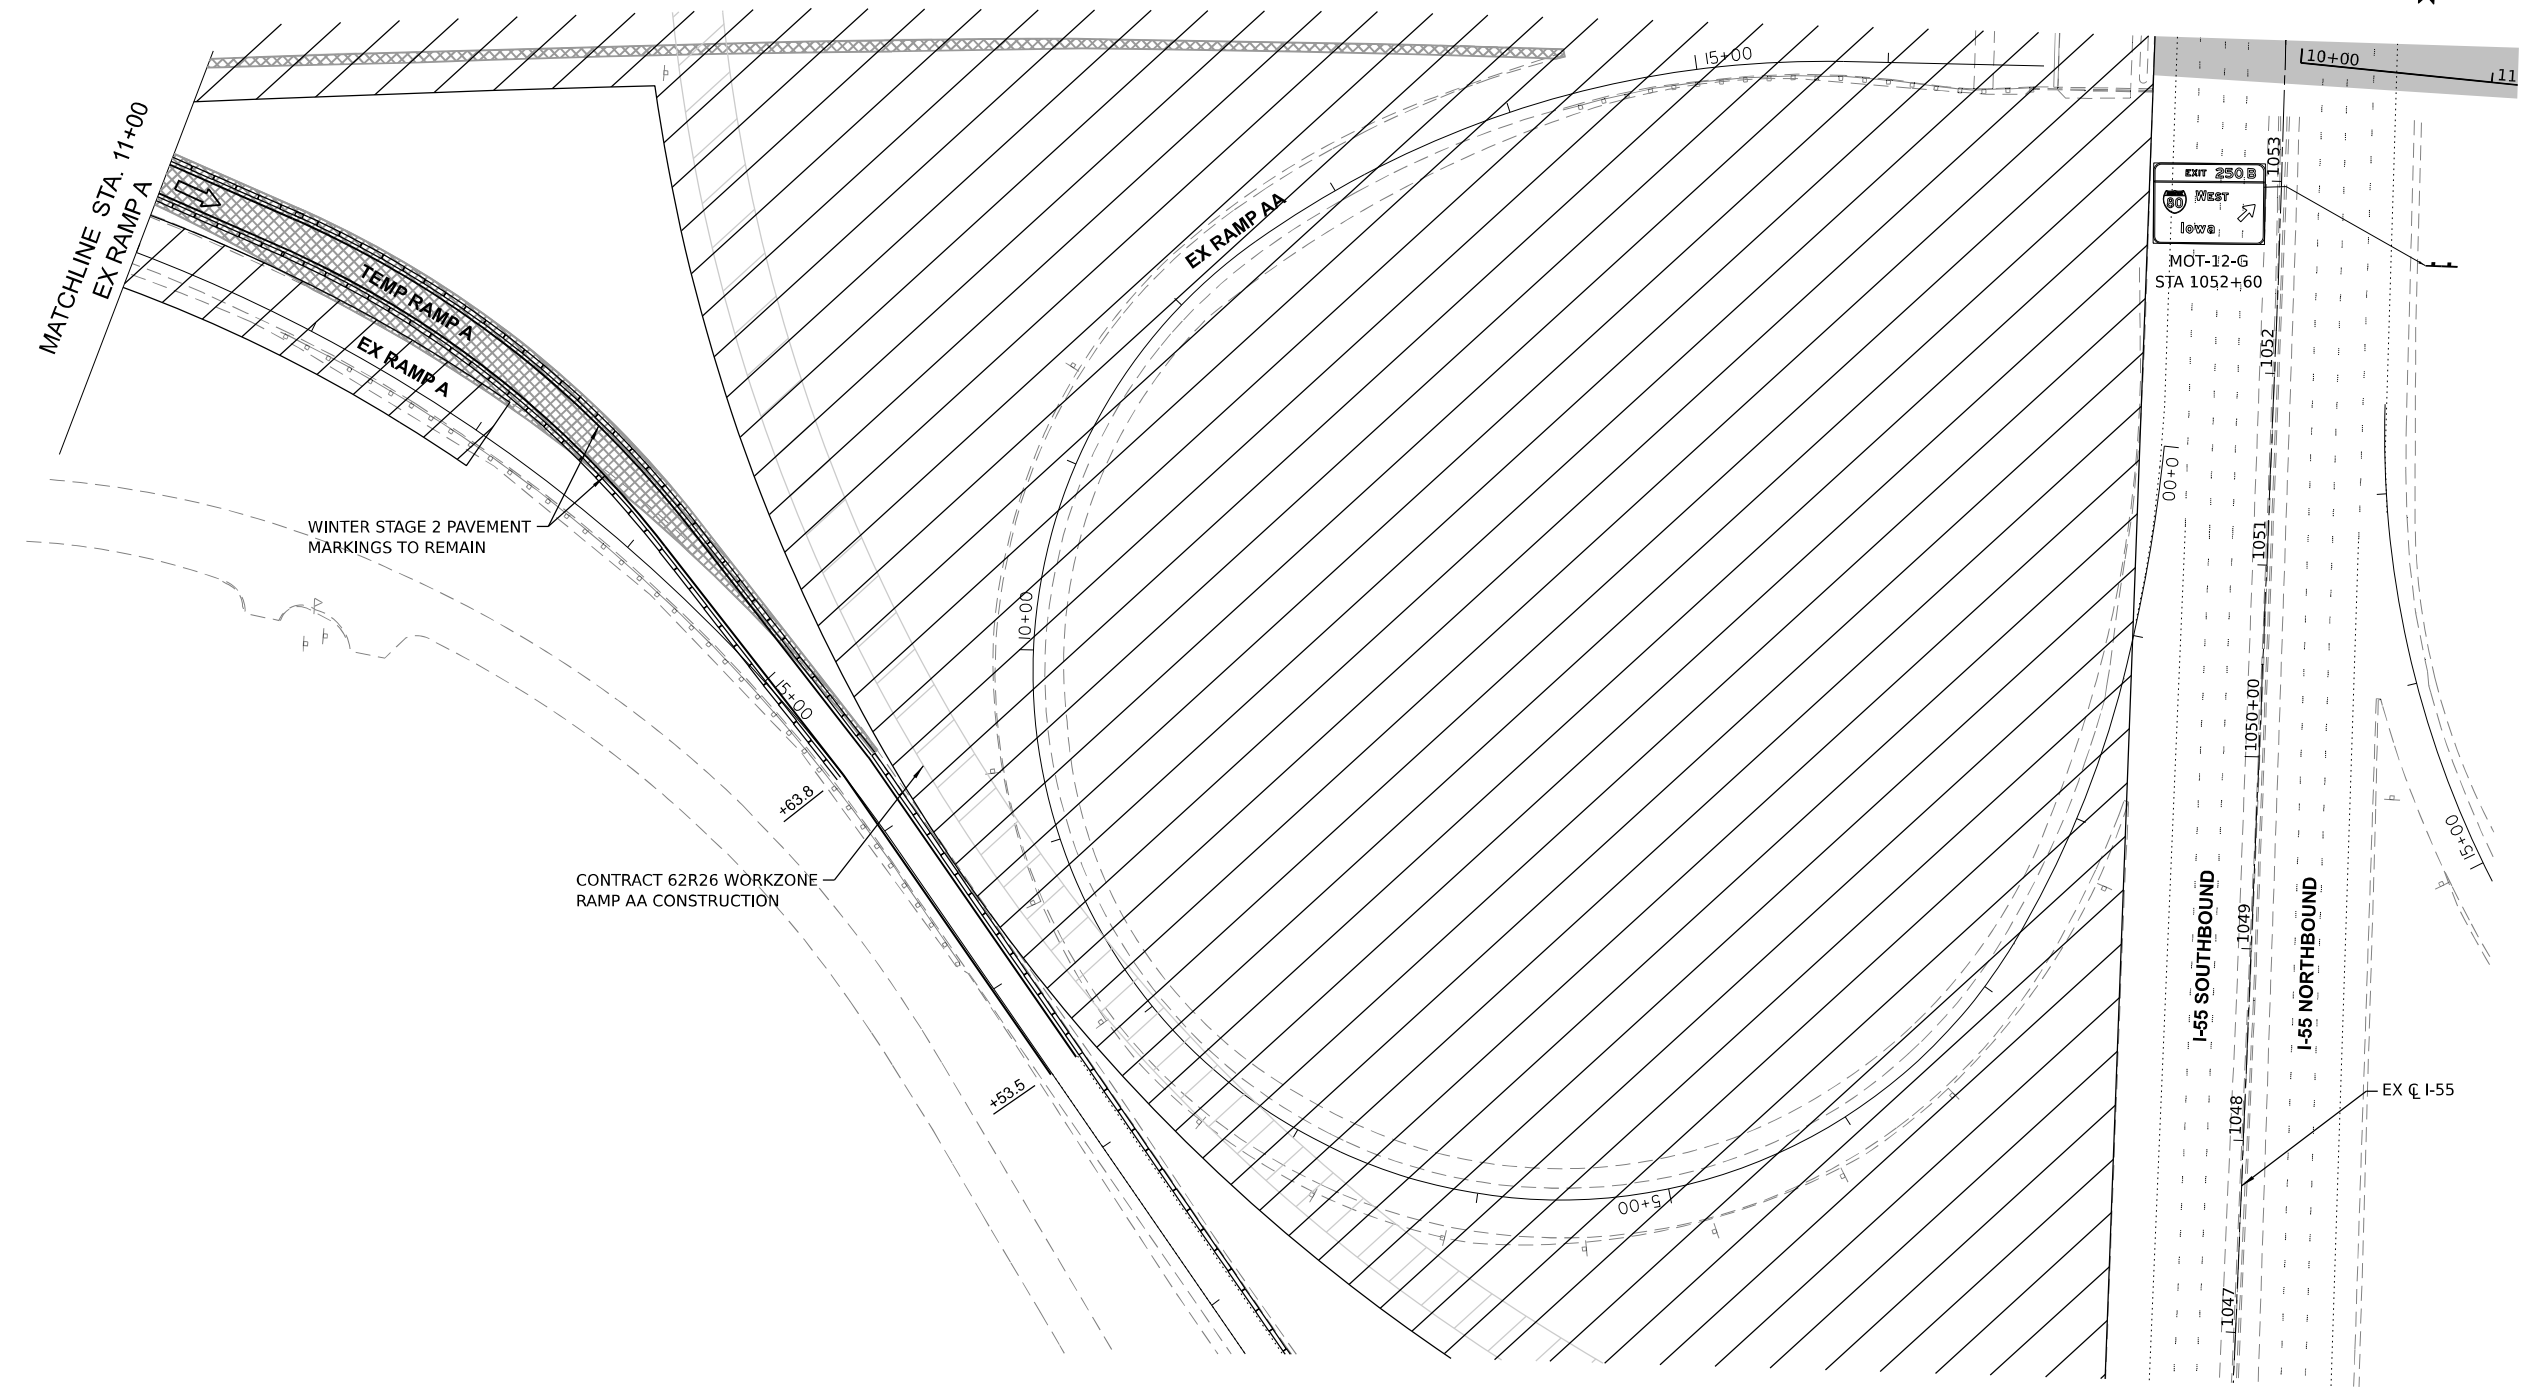 MATCHLINE STA. 11+00
EX RAMP A
TEMP RAMP A
EX RAMP A
WINTER STAGE 2 PAVEMENT
MARKINGS TO REMAIN
15+00
+63.8
CONTRACT 62R26 WORKZONE
RAMP AA CONSTRUCTION
+53.5
EX RAMP AA
15+00
10+00
5+00
0+00
10+00
11
EXIT 250 B
80 WEST
Iowa
MOT-12-G
STA 1052+60
1053
1052
1051
1050+00
1049
1048
1047
I-55 SOUTHBOUND
I-55 NORTHBOUND
15+00
EX ℄ I-55